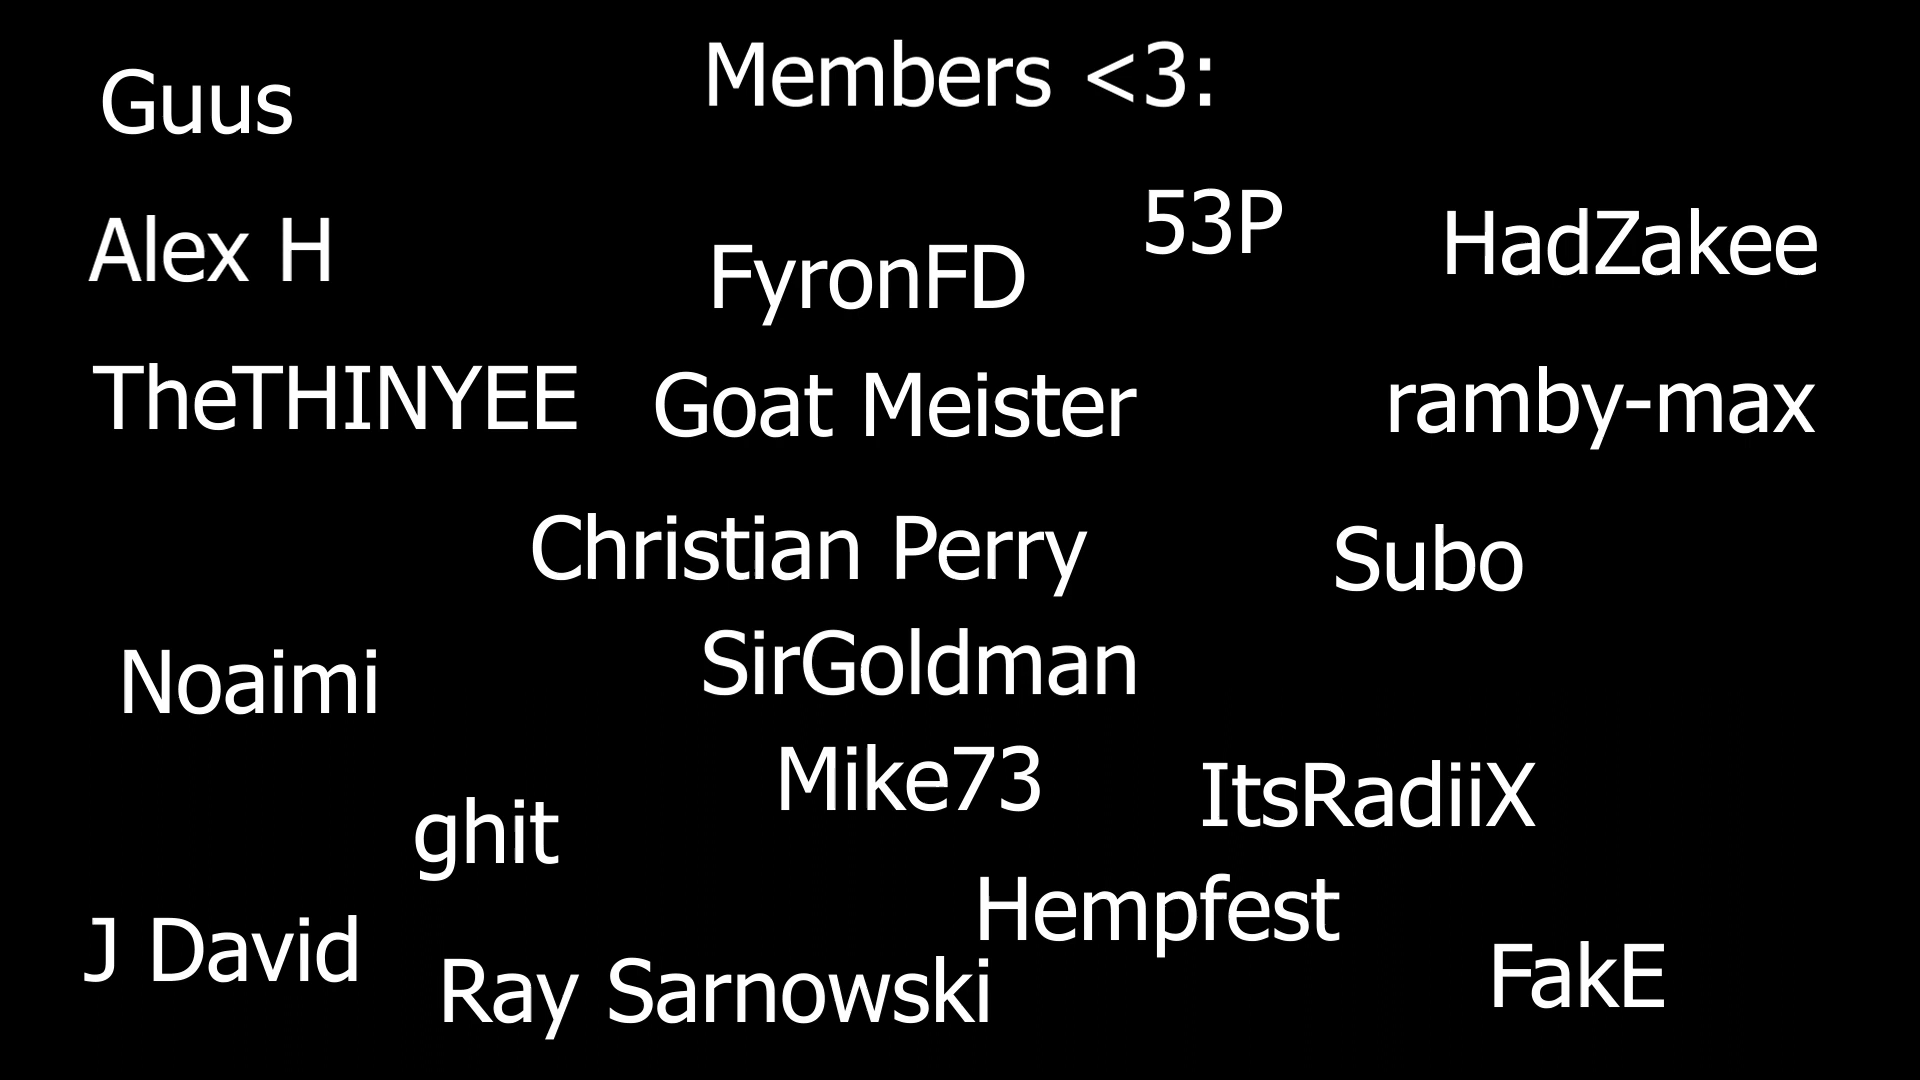 Members <3:
Guus
53P
HadZakee
Alex H
FyronFD
TheTHINYEE
Goat Meister
ramby-max
Christian Perry
Subo
SirGoldman
Noaimi
Mike73
ItsRadiiX
ghit
Hempfest
J David
FakE
Ray Sarnowski